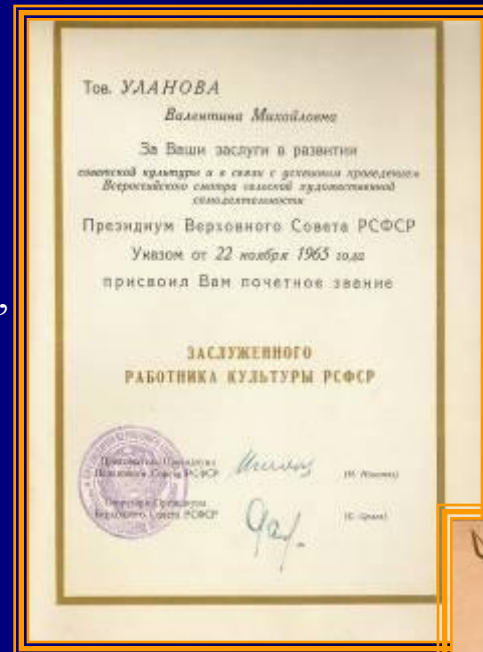 Тов. УЛАНОВА
Валентина Михайловна
За Ваши заслуги в развитии
советской культуры и в связи с успешным проведением
Всероссийского смотра сельской художественной
самодеятельности
Президиум Верховного Совета РСФСР
Указом от 22 ноября 1965 года
присвоил Вам почетное звание
ЗАСЛУЖЕННОГО
РАБОТНИКА КУЛЬТУРЫ РСФСР
,
Председатель Президиума
Верховного Совета РСФСР
Секретарь Президиума
Верховного Совета РСФСР